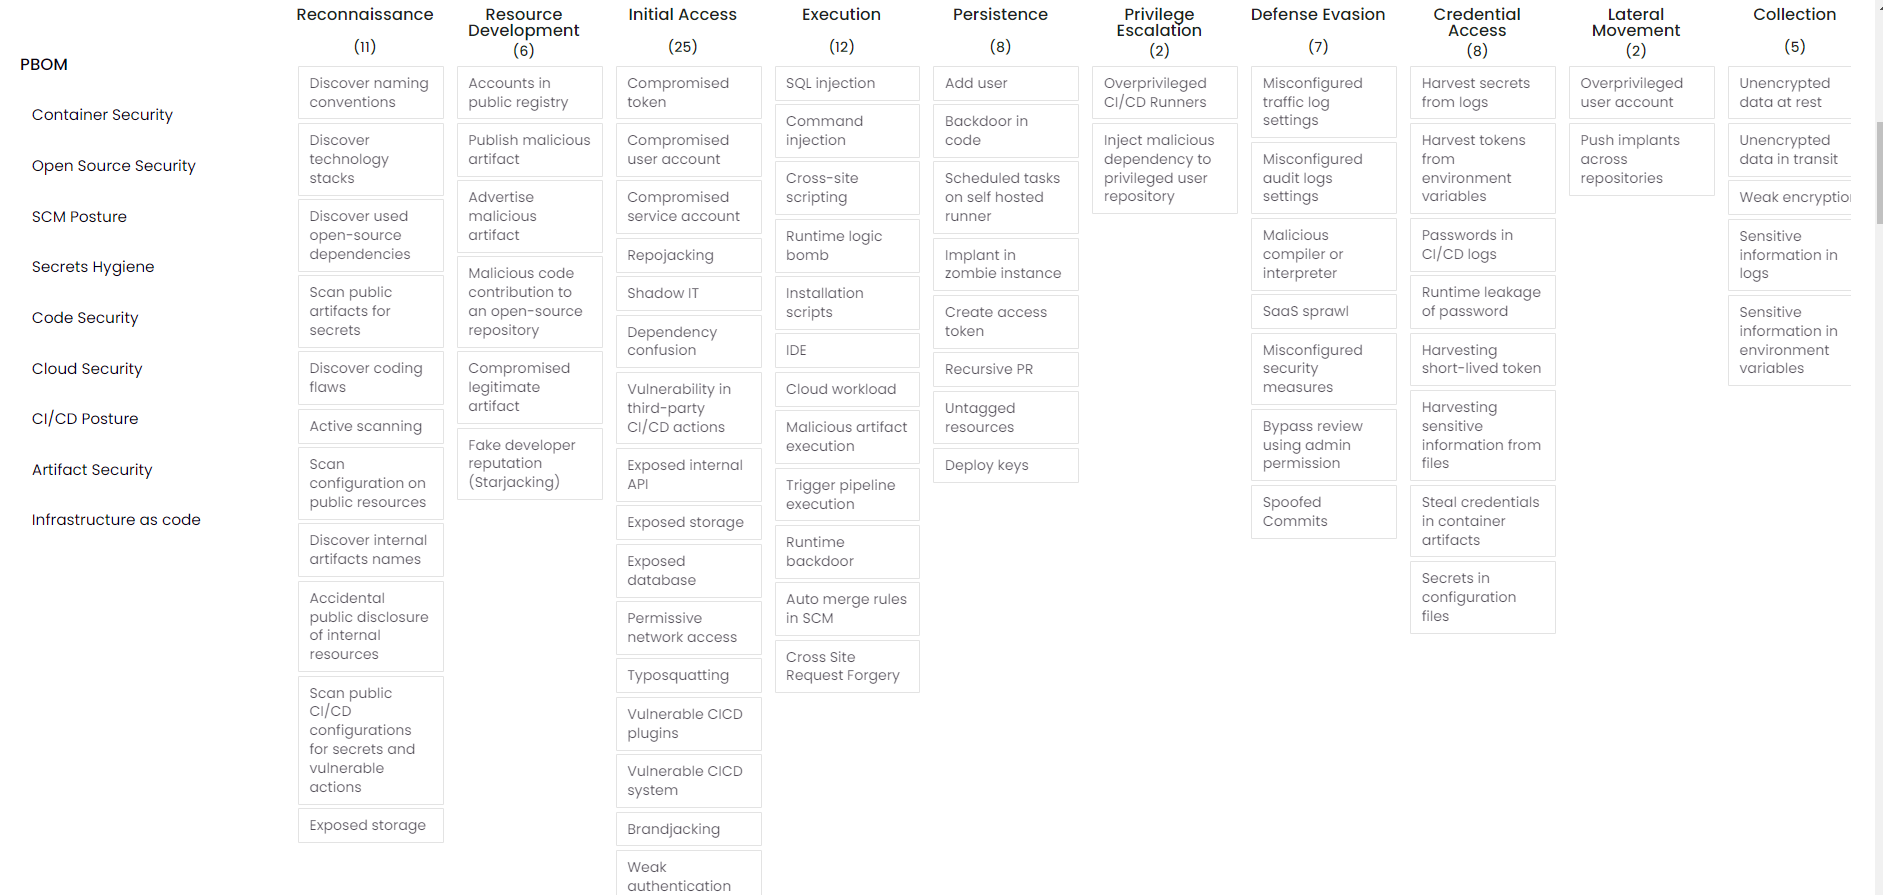 PBOM
Container Security
Open Source Security
SCM Posture
Secrets Hygiene
Code Security
Cloud Security
CI/CD Posture
Artifact Security
Infrastructure as code
Reconnaissance
(11)
Discover naming
conventions
Discover
technology
stacks
Discover used
open-source
dependencies
Scan public
artifacts for
secrets
Discover coding
flaws
Active scanning
Scan
configuration on
public resources
Discover internal
artifacts names
Accidental
public disclosure
of internal
resources
Scan public
CI/CD
configurations
for secrets and
vulnerable
actions
Exposed storage
Resource
Development
(6)
Accounts in
public registry
Publish malicious
artifact
Advertise
malicious
artifact
Malicious code
contribution to
an open-source
repository
Compromised
legitimate
artifact
Fake developer
reputation
(Starjacking)
Initial Access
(25)
Compromised
token
Compromised
user account
Compromised
service account
Repojacking
Shadow IT
Dependency
confusion
Vulnerability in
third-party
CI/CD actions
Exposed internal
API
Exposed storage
Exposed
database
Permissive
network access
Typosquatting
Vulnerable CICD
plugins
Vulnerable CICD
system
Brandjacking
Weak
authentication
Execution
(12)
SQL injection
Command
injection
Cross-site
scripting
Runtime logic
bomb
Installation
scripts
IDE
Cloud workload
Malicious artifact
execution
Trigger pipeline
execution
Runtime
backdoor
Auto merge rules
in SCM
Cross Site
Request Forgery
Persistence
(8)
Add user
Backdoor in
code
Scheduled tasks
on self hosted
runner
Implant in
zombie instance
Create access
token
Recursive PR
Untagged
resources
Deploy keys
Privilege
Escalation
(2)
Overprivileged
CI/CD Runners
Inject malicious
dependency to
privileged user
repository
Defense Evasion
(7)
Misconfigured
traffic log
settings
Misconfigured
audit logs
settings
Malicious
compiler or
interpreter
SaaS sprawl
Misconfigured
security
measures
Bypass review
using admin
permission
Spoofed
Commits
Credential
Access
(8)
Harvest secrets
from logs
Harvest tokens
from
environment
variables
Passwords in
CI/CD logs
Runtime leakage
of password
Harvesting
short-lived token
Harvesting
sensitive
information from
files
Steal credentials
in container
artifacts
Secrets in
configuration
files
Lateral
Movement
(2)
Overprivileged
user account
Push implants
across
repositories
Collection
(5)
Unencrypted
data at rest
Unencrypted
data in transit
Weak encryptio
Sensitive
information in
logs
Sensitive
information in
environment
variables